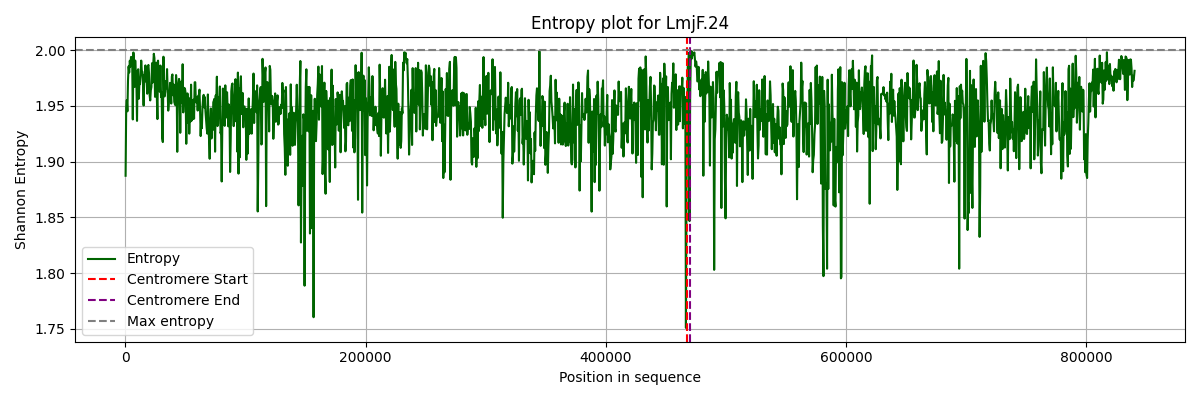 Entropy plot for LmjF.24
Shannon Entropy
2.00
1.95
1.90
1.85
1.80
1.75
Entropy
Centromere Start
Centromere End
Max entropy
0
200000
400000
600000
800000
Position in sequence